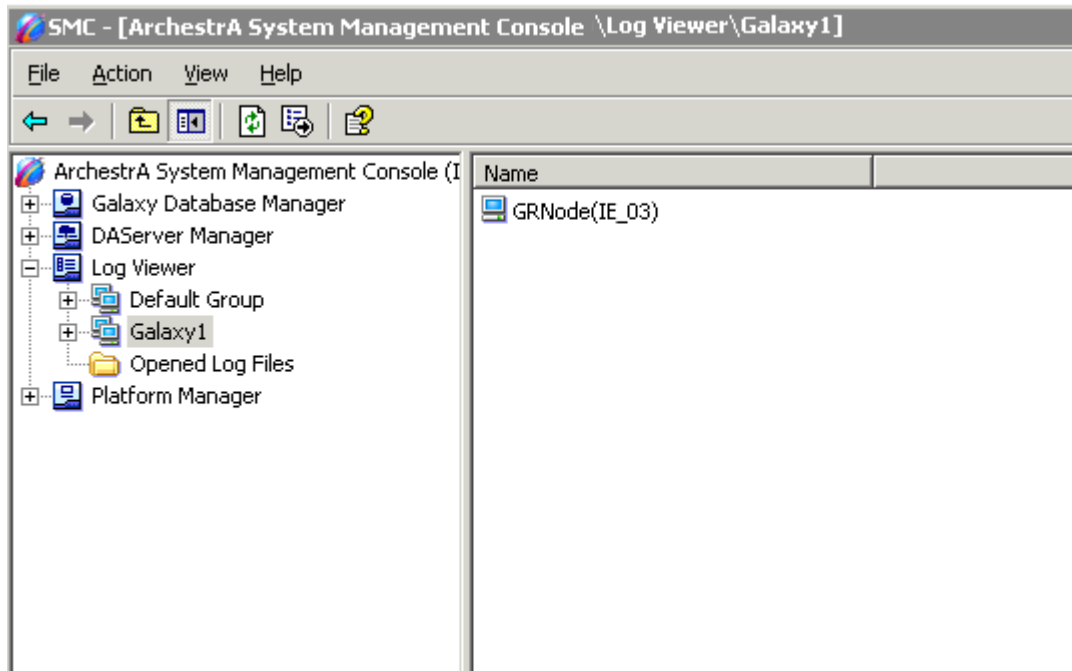 SMC - [ArchestrA System Management Console \Log Viewer\Galaxy1]
File Action View Help
ArchestrA System Management Console (I
Galaxy Database Manager
DAServer Manager
Log Viewer
Default Group
Galaxy1
Opened Log Files
Platform Manager
Name
GRNode(IE_03)